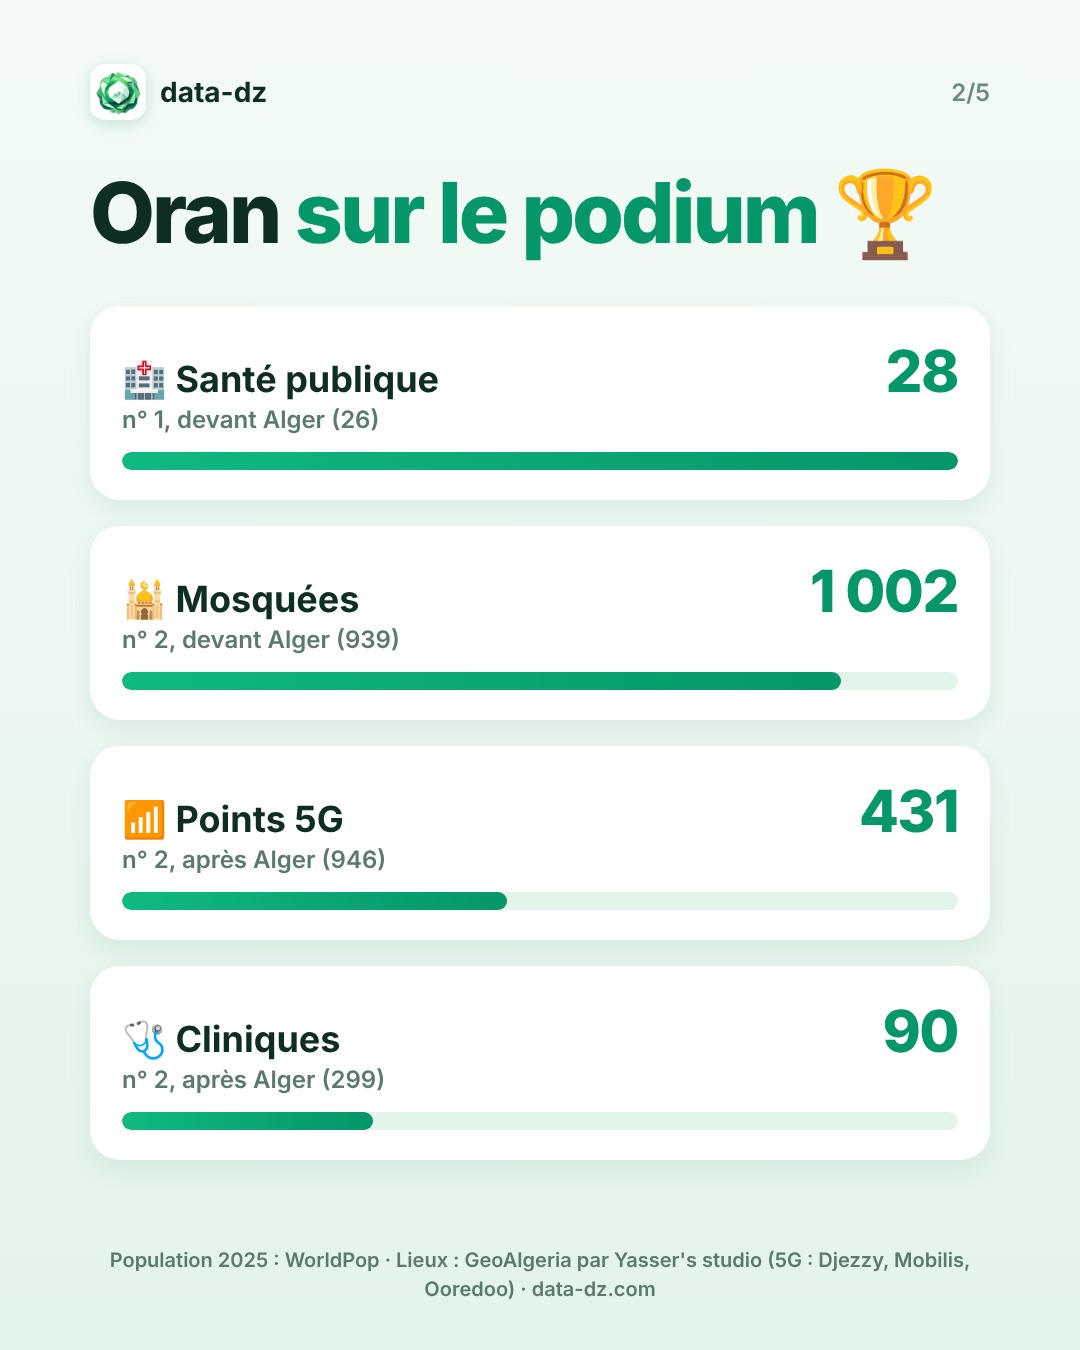 data-dz
2/5
Oran sur le podium 🏆
🏥 Santé publique
28
n° 1, devant Alger (26)
🕌 Mosquées
1 002
n° 2, devant Alger (939)
📶 Points 5G
431
n° 2, après Alger (946)
🩺 Cliniques
90
n° 2, après Alger (299)
Population 2025 : WorldPop · Lieux : GeoAlgeria par Yasser's studio (5G : Djezzy, Mobilis,
Ooredoo) · data-dz.com